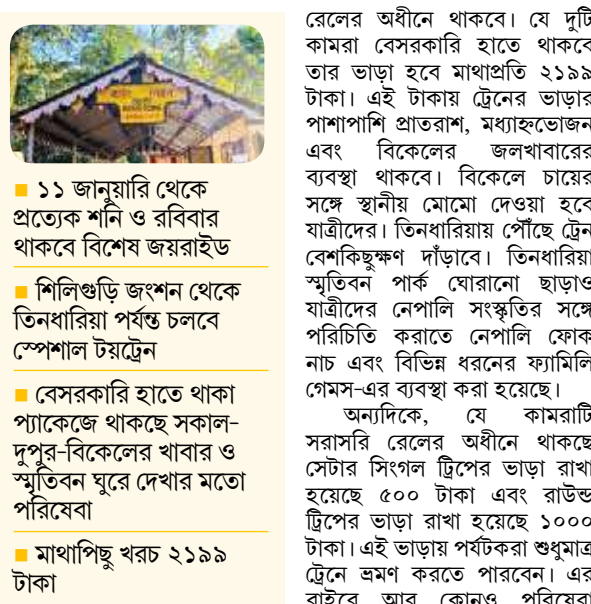 ■ ১১ জানুয়ারি থেকে
প্রত্যেক শনি ও রবিবার
থাকবে বিশেষ জয়রাইড
■ শিলিগুড়ি জংশন থেকে
তিনধারিয়া পর্যন্ত চলবে
স্পেশাল টয়ট্রেন
■ বেসরকারি হাতে থাকা
প্যাকেজে থাকছে সকাল-
দুপুর-বিকেলের খাবার ও
স্মৃতিবন ঘুরে দেখার মতো
পরিষেবা
■ মাথাপিছু খরচ ২১৯৯
টাকা
রেলের অধীনে থাকবে। যে দুটি
কামরা বেসরকারি হাতে থাকবে
তার ভাড়া হবে মাথাপ্রতি ২১৯৯
টাকা। এই টাকায় ট্রেনের ভাড়ার
পাশাপাশি প্রাতরাশ, মধ্যাহ্নভোজন
এবং বিকেলের জলখাবারের
ব্যবস্থা থাকবে। বিকেলে চায়ের
সঙ্গে স্থানীয় মোমো দেওয়া হবে
যাত্রীদের। তিনধারিয়ায় পৌঁছে ট্রেন
বেশকিছুক্ষণ দাঁড়াবে। তিনধারিয়া
স্মৃতিবন পার্ক ঘোরানো ছাড়াও
যাত্রীদের নেপালি সংস্কৃতির সঙ্গে
পরিচিতি করাতে নেপালি ফোক
নাচ এবং বিভিন্ন ধরনের ফ্যামিলি
গেমস-এর ব্যবস্থা করা হয়েছে।
অন্যদিকে, যে কামরাটি
সরাসরি রেলের অধীনে থাকছে
সেটার সিংগল ট্রিপের ভাড়া রাখা
হয়েছে ৫০০ টাকা এবং রাউন্ড
ট্রিপের ভাড়া রাখা হয়েছে ১০০০
টাকা। এই ভাড়ায় পর্যটকরা শুধুমাত্র
ট্রেনে ভ্রমণ করতে পারবেন। এর
বাইরে আর কোনও পরিষেবা